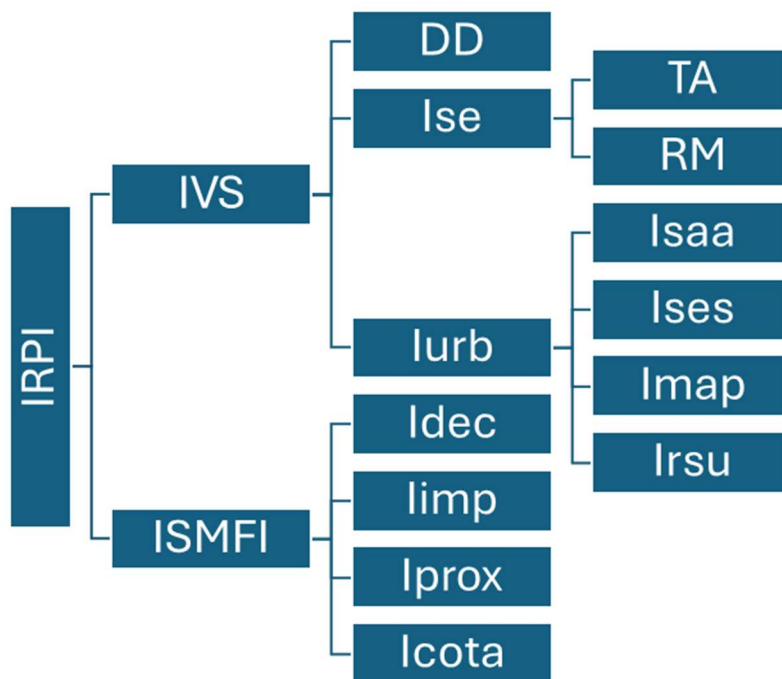 IRPI
IVS
DD
Ise
TA
RM
Iurb
Isaa
Ises
Imap
Irsu
ISMFI
Idec
Iimp
Iprox
Icota